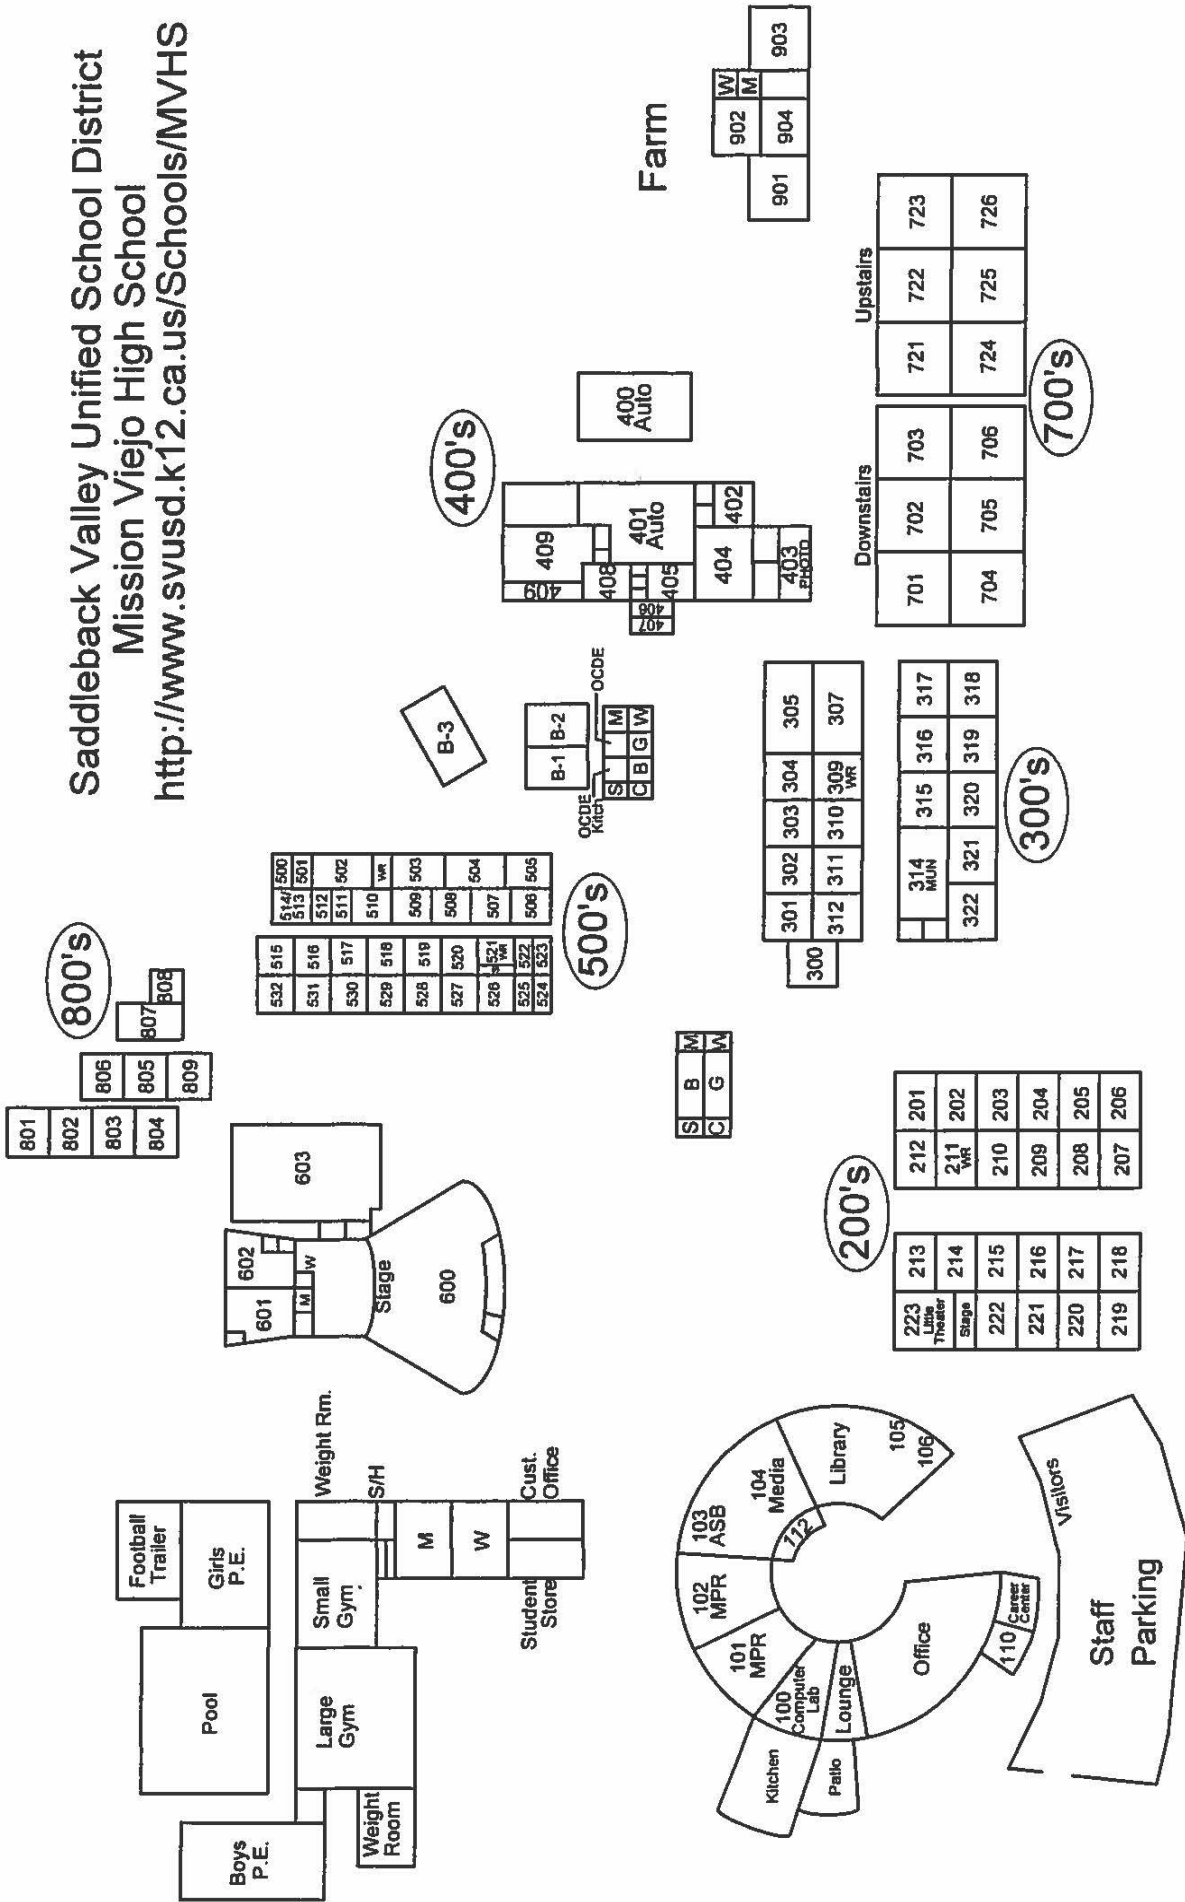 Saddleback Valley Unified School District
Mission Viejo High School
http://www.svusd.k12.ca.us/Schools/MVHS
Boys
P.E.
Pool
Football
Trailer
Girls
P.E.
Weight
Room
Large
Gym
Small
Gym
Weight Rm.
S/H
M
W
Student
Store
Cust.
Office
601
602
M
W
Stage
600
603
801
802
803
804
806
805
809
807
808
800's
532
515
531
516
530
517
529
518
528
519
527
520
526
521
WR
S
525
522
524
523
514/
513
500
501
512
511
502
510
WR
509
503
508
504
507
506
505
500's
B-3
B-1
B-2
OCDE
Kitch
OCDE
S
M
C
B
G
W
400's
409
409
408
401
Auto
407
406
405
404
402
403
PHOTO
400
Auto
Farm
901
902
W
M
904
903
Kitchen
Patio
100
Computer
Lab
Lounge
101
MPR
102
MPR
103
ASB
104
Media
112
Library
105
106
Office
110
Career
Center
Visitors
Staff
Parking
S
B
M
C
G
W
200's
223
Little
Theater
Stage
213
214
222
215
221
216
220
217
219
218
212
201
211
WR
202
210
203
209
204
208
205
207
206
300
301
302
303
304
305
312
311
310
309
WR
307
314
MUN
315
316
317
322
321
320
319
318
300's
Downstairs
701
702
703
704
705
706
Upstairs
721
722
723
724
725
726
700's